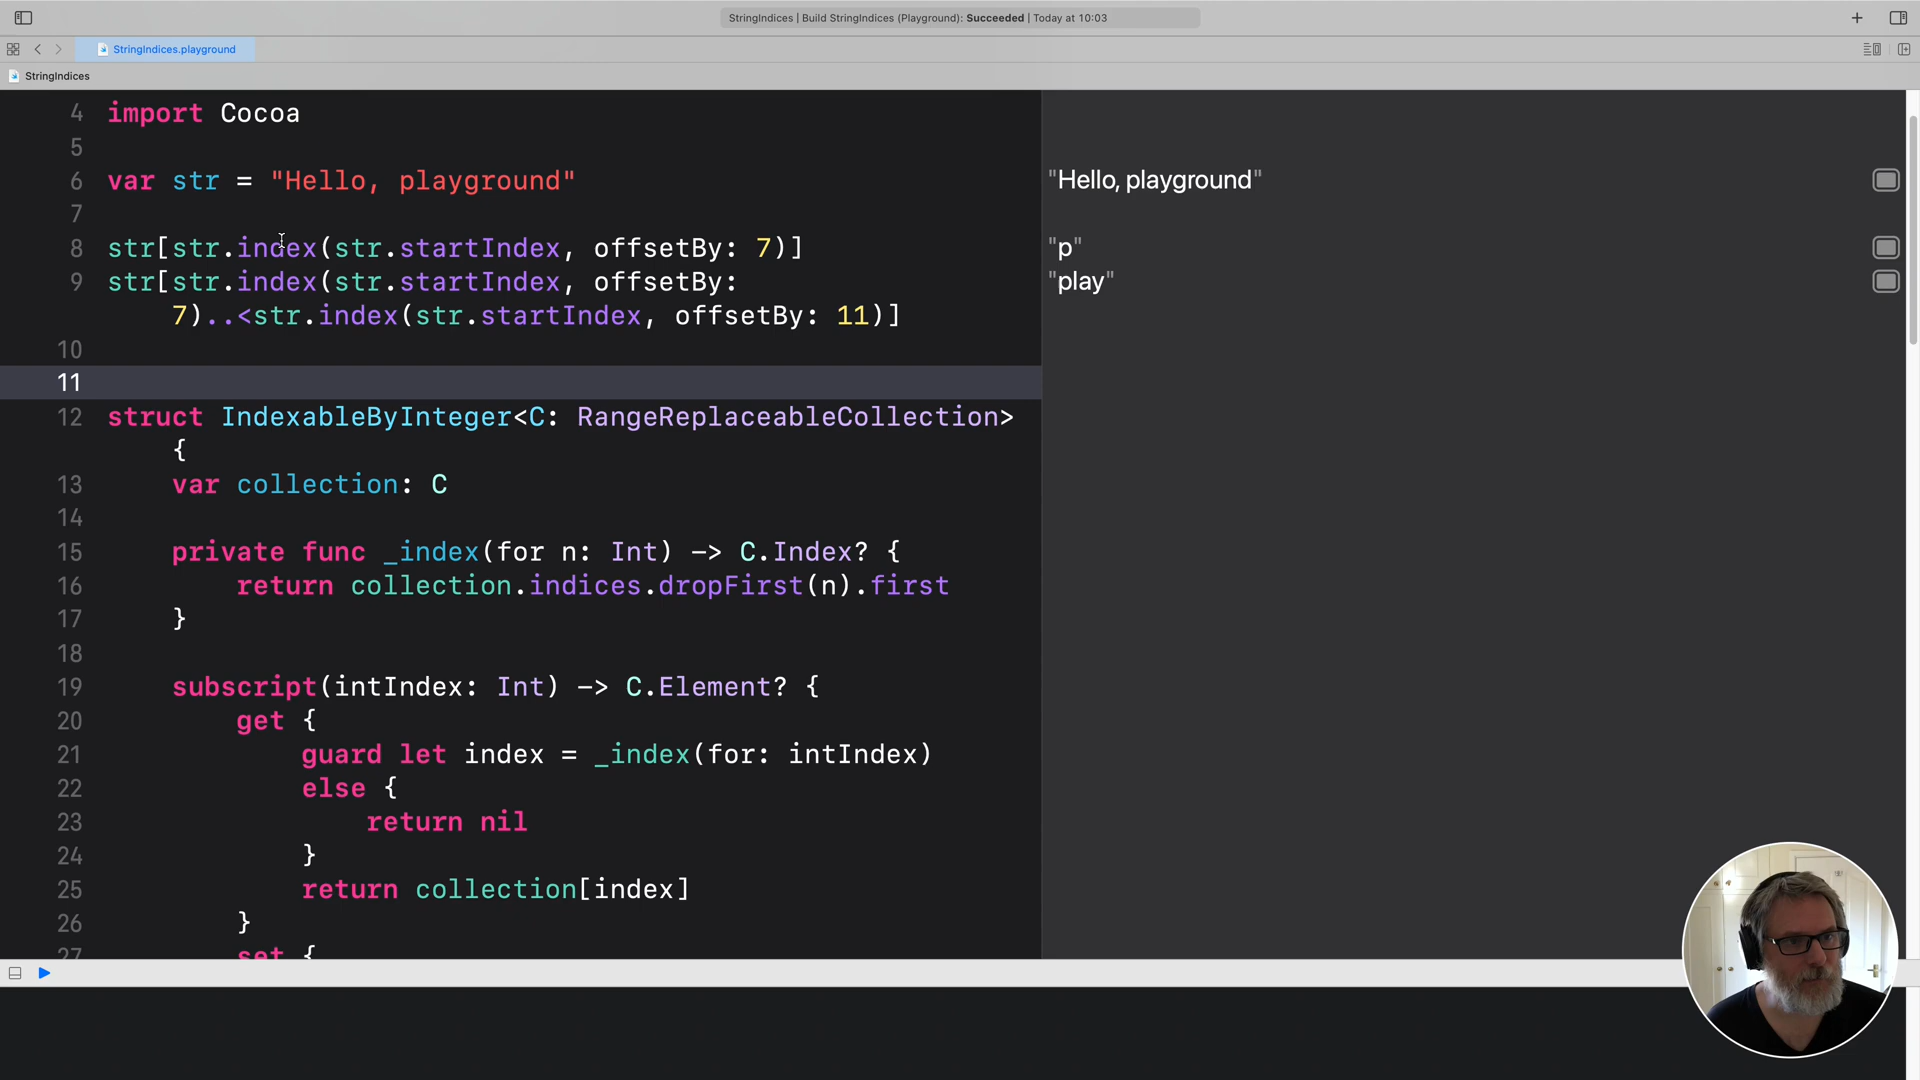 StringIndices | Build StringIndices (Playground): Succeeded | Today at 10:03
StringIndices.playground
StringIndices
4 import Cocoa
5
6 var str = "Hello, playground"
"Hello, playground"
7
8 str[str.index(str.startIndex, offsetBy: 7)]
"p"
9 str[str.index(str.startIndex, offsetBy:
"play"
7)..<str.index(str.startIndex, offsetBy: 11)]
10
11
12 struct IndexableByInteger<C: RangeReplaceableCollection>
{
13 var collection: C
14
15 private func _index(for n: Int) -> C.Index? {
16 return collection.indices.dropFirst(n).first
17 }
18
19 subscript(intIndex: Int) -> C.Element? {
20 get {
21 guard let index = _index(for: intIndex)
22 else {
23 return nil
24 }
25 return collection[index]
26 }
27 set {